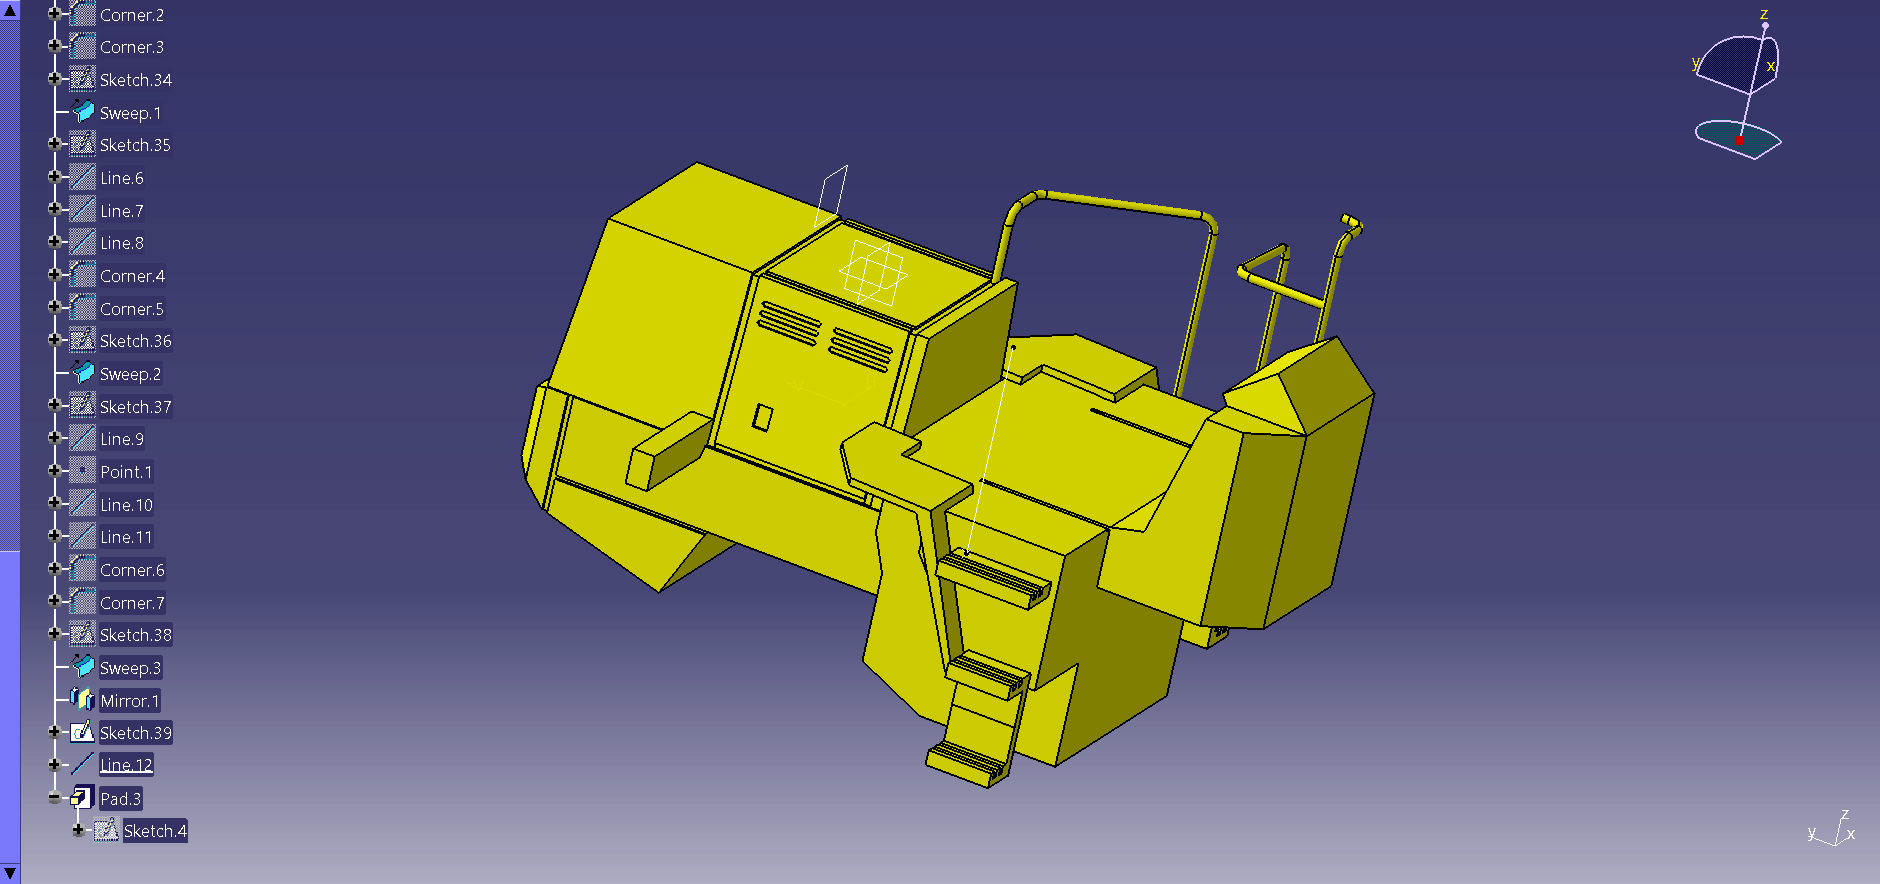 Corner.2
Corner.3
Sketch.34
Sweep.1
Sketch.35
Line.6
Line.7
Line.8
Corner.4
Corner.5
Sketch.36
Sweep.2
Sketch.37
Line.9
Point.1
Line.10
Line.11
Corner.6
Corner.7
Sketch.38
Sweep.3
Mirror.1
Sketch.39
Line.12
Pad.3
Sketch.4
z
y
x
z
y
x